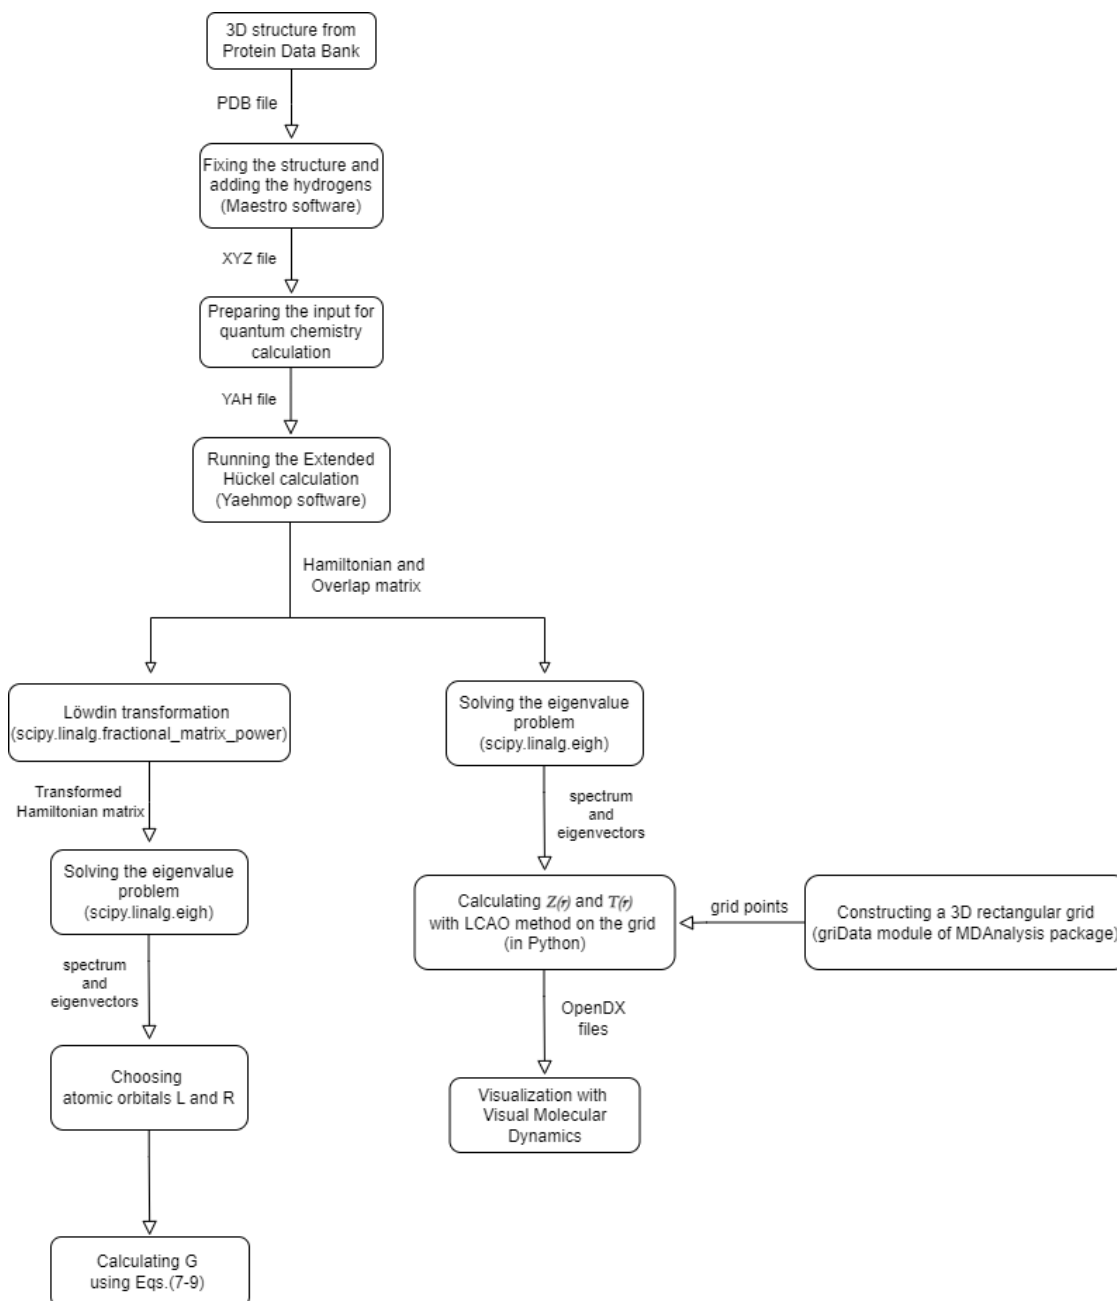 3D structure from
Protein Data Bank
PDB file
Fixing the structure and
adding the hydrogens
(Maestro software)
XYZ file
Preparing the input for
quantum chemistry
calculation
YAH file
Running the Extended
Hückel calculation
(Yaehmop software)
Hamiltonian and
Overlap matrix
Löwdin transformation
(scipy.linalg.fractional_matrix_power)
Transformed
Hamiltonian matrix
Solving the eigenvalue
problem
(scipy.linalg.eigh)
spectrum
and
eigenvectors
Choosing
atomic orbitals L and R
Calculating G
using Eqs.(7-9)
Solving the eigenvalue
problem
(scipy.linalg.eigh)
spectrum
and
eigenvectors
Calculating Z(r) and T(r)
with LCAO method on the grid
(in Python)
grid points
Constructing a 3D rectangular grid
(griData module of MDAnalysis package)
OpenDX
files
Visualization with
Visual Molecular
Dynamics